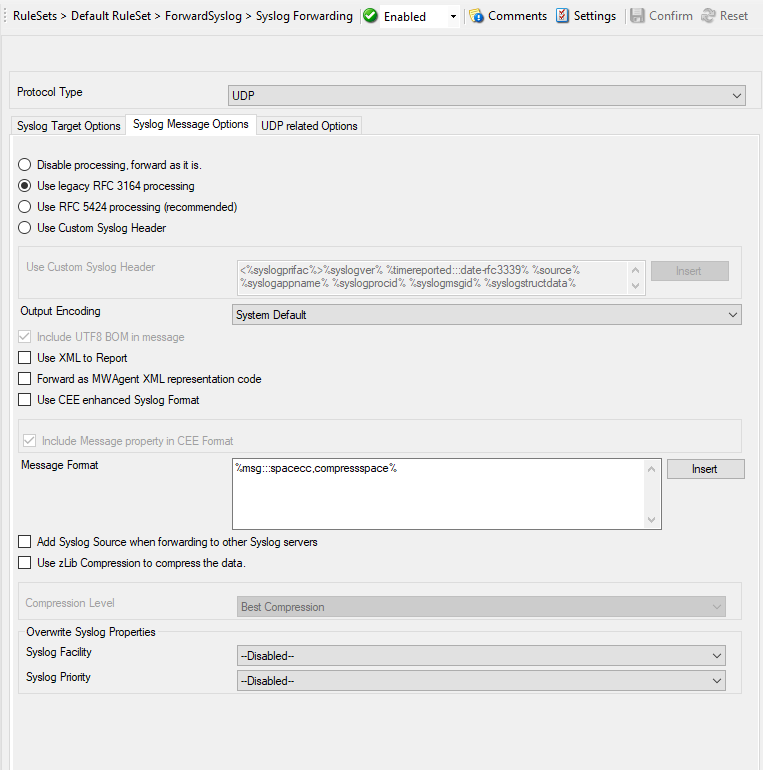 RuleSets > Default RuleSet > ForwardSyslog > Syslog Forwarding Enabled Comments Settings Confirm Reset
Protocol Type UDP
Syslog Target Options Syslog Message Options UDP related Options
Disable processing, forward as it is.
Use legacy RFC 3164 processing
Use RFC 5424 processing (recommended)
Use Custom Syslog Header
Use Custom Syslog Header <%syslogprifac%>%syslogver% %timereported:::date-rfc3339% %source% Insert
%syslogappname% %syslogprocid% %syslogmsgid% %syslogstructdata%
Output Encoding System Default
Include UTF8 BOM in message
Use XML to Report
Forward as MWAgent XML representation code
Use CEE enhanced Syslog Format
Include Message property in CEE Format
Message Format %msg:::spacecc,compressspace% Insert
Add Syslog Source when forwarding to other Syslog servers
Use zLib Compression to compress the data.
Compression Level Best Compression
Overwrite Syslog Properties
Syslog Facility --Disabled--
Syslog Priority --Disabled--